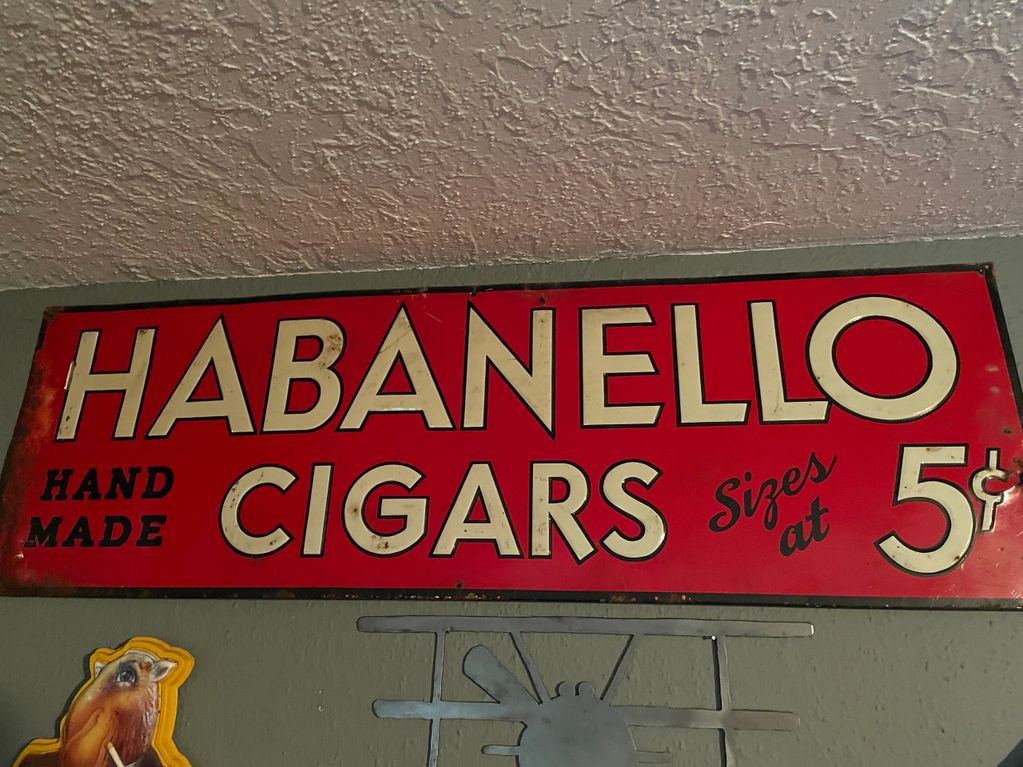 HABANELLO
HAND MADE
CIGARS
Sizes at
5¢